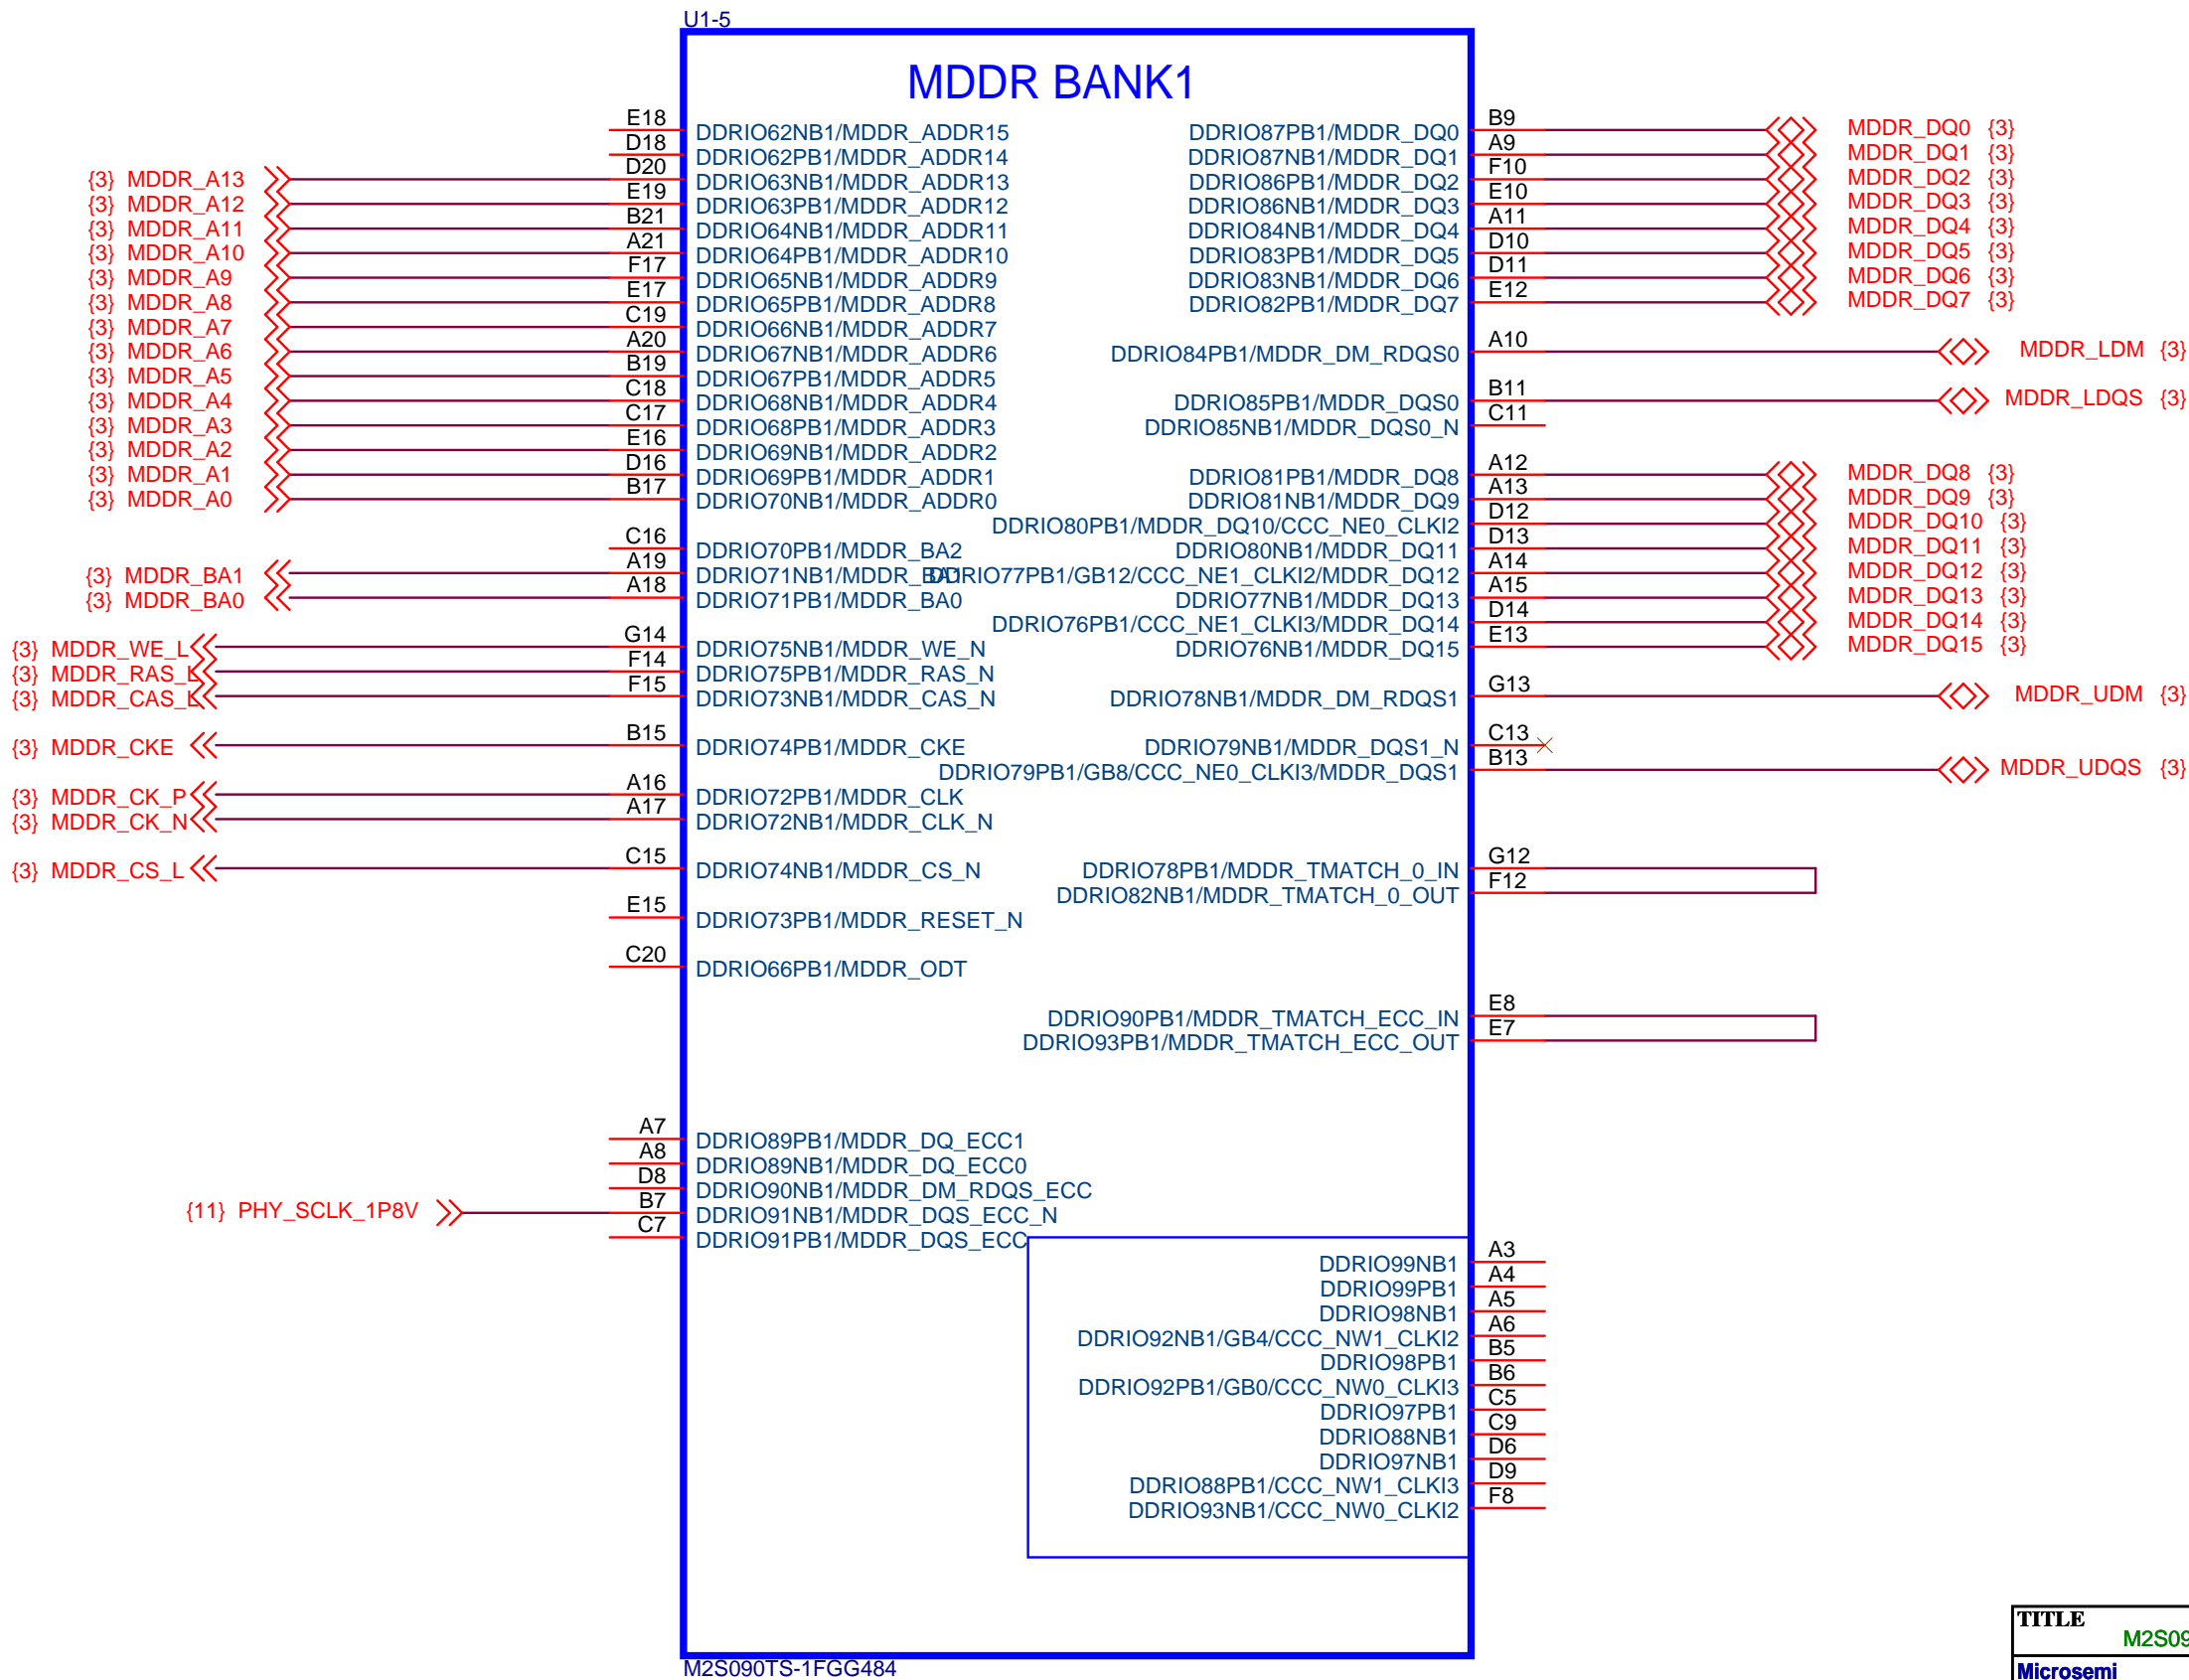 U1-5
MDDR BANK1
E18 DDRIO62NB1/MDDR_ADDR15
D18 DDRIO62PB1/MDDR_ADDR14
{3} MDDR_A13 D20 DDRIO63NB1/MDDR_ADDR13
{3} MDDR_A12 E19 DDRIO63PB1/MDDR_ADDR12
{3} MDDR_A11 B21 DDRIO64NB1/MDDR_ADDR11
{3} MDDR_A10 A21 DDRIO64PB1/MDDR_ADDR10
{3} MDDR_A9 F17 DDRIO65NB1/MDDR_ADDR9
{3} MDDR_A8 E17 DDRIO65PB1/MDDR_ADDR8
{3} MDDR_A7 C19 DDRIO66NB1/MDDR_ADDR7
{3} MDDR_A6 A20 DDRIO67NB1/MDDR_ADDR6
{3} MDDR_A5 B19 DDRIO67PB1/MDDR_ADDR5
{3} MDDR_A4 C18 DDRIO68NB1/MDDR_ADDR4
{3} MDDR_A3 C17 DDRIO68PB1/MDDR_ADDR3
{3} MDDR_A2 E16 DDRIO69NB1/MDDR_ADDR2
{3} MDDR_A1 D16 DDRIO69PB1/MDDR_ADDR1
{3} MDDR_A0 B17 DDRIO70NB1/MDDR_ADDR0
C16 DDRIO70PB1/MDDR_BA2
{3} MDDR_BA1 A19 DDRIO71NB1/MDDR_BA1
{3} MDDR_BA0 A18 DDRIO71PB1/MDDR_BA0
{3} MDDR_WE_L G14 DDRIO75NB1/MDDR_WE_N
{3} MDDR_RAS_L F14 DDRIO75PB1/MDDR_RAS_N
{3} MDDR_CAS_L F15 DDRIO73NB1/MDDR_CAS_N
{3} MDDR_CKE B15 DDRIO74PB1/MDDR_CKE
{3} MDDR_CK_P A16 DDRIO72PB1/MDDR_CLK
{3} MDDR_CK_N A17 DDRIO72NB1/MDDR_CLK_N
{3} MDDR_CS_L C15 DDRIO74NB1/MDDR_CS_N
E15 DDRIO73PB1/MDDR_RESET_N
C20 DDRIO66PB1/MDDR_ODT
A7 DDRIO89PB1/MDDR_DQ_ECC1
A8 DDRIO89NB1/MDDR_DQ_ECC0
D8 DDRIO90NB1/MDDR_DM_RDQS_ECC
{11} PHY_SCLK_1P8V B7 DDRIO91NB1/MDDR_DQS_ECC_N
C7 DDRIO91PB1/MDDR_DQS_ECC
DDRIO87PB1/MDDR_DQ0 B9 MDDR_DQ0 {3}
DDRIO87NB1/MDDR_DQ1 A9 MDDR_DQ1 {3}
DDRIO86PB1/MDDR_DQ2 F10 MDDR_DQ2 {3}
DDRIO86NB1/MDDR_DQ3 E10 MDDR_DQ3 {3}
DDRIO84NB1/MDDR_DQ4 A11 MDDR_DQ4 {3}
DDRIO83PB1/MDDR_DQ5 D10 MDDR_DQ5 {3}
DDRIO83NB1/MDDR_DQ6 D11 MDDR_DQ6 {3}
DDRIO82PB1/MDDR_DQ7 E12 MDDR_DQ7 {3}
DDRIO84PB1/MDDR_DM_RDQS0 A10 MDDR_LDM {3}
DDRIO85PB1/MDDR_DQS0 B11 MDDR_LDQS {3}
DDRIO85NB1/MDDR_DQS0_N C11
DDRIO81PB1/MDDR_DQ8 A12 MDDR_DQ8 {3}
DDRIO81NB1/MDDR_DQ9 A13 MDDR_DQ9 {3}
DDRIO80PB1/MDDR_DQ10/CCC_NE0_CLKI2 D12 MDDR_DQ10 {3}
DDRIO80NB1/MDDR_DQ11 D13 MDDR_DQ11 {3}
DDRIO77PB1/GB12/CCC_NE1_CLKI2/MDDR_DQ12 A14 MDDR_DQ12 {3}
DDRIO77NB1/MDDR_DQ13 A15 MDDR_DQ13 {3}
DDRIO76PB1/CCC_NE1_CLKI3/MDDR_DQ14 D14 MDDR_DQ14 {3}
DDRIO76NB1/MDDR_DQ15 E13 MDDR_DQ15 {3}
DDRIO78NB1/MDDR_DM_RDQS1 G13 MDDR_UDM {3}
DDRIO79NB1/MDDR_DQS1_N C13
DDRIO79PB1/GB8/CCC_NE0_CLKI3/MDDR_DQS1 B13 MDDR_UDQS {3}
DDRIO78PB1/MDDR_TMATCH_0_IN G12
DDRIO82NB1/MDDR_TMATCH_0_OUT F12
DDRIO90PB1/MDDR_TMATCH_ECC_IN E8
DDRIO93PB1/MDDR_TMATCH_ECC_OUT E7
DDRIO99NB1 A3
DDRIO99PB1 A4
DDRIO98NB1 A5
DDRIO92NB1/GB4/CCC_NW1_CLKI2 A6
DDRIO98PB1 B5
DDRIO92PB1/GB0/CCC_NW0_CLKI3 B6
DDRIO97PB1 C5
DDRIO88NB1 C9
DDRIO97NB1 D6
DDRIO88PB1/CCC_NW1_CLKI3 D9
DDRIO93NB1/CCC_NW0_CLKI2 F8
M2S090TS-1FGG484
TITLE
M2S09
Microsemi